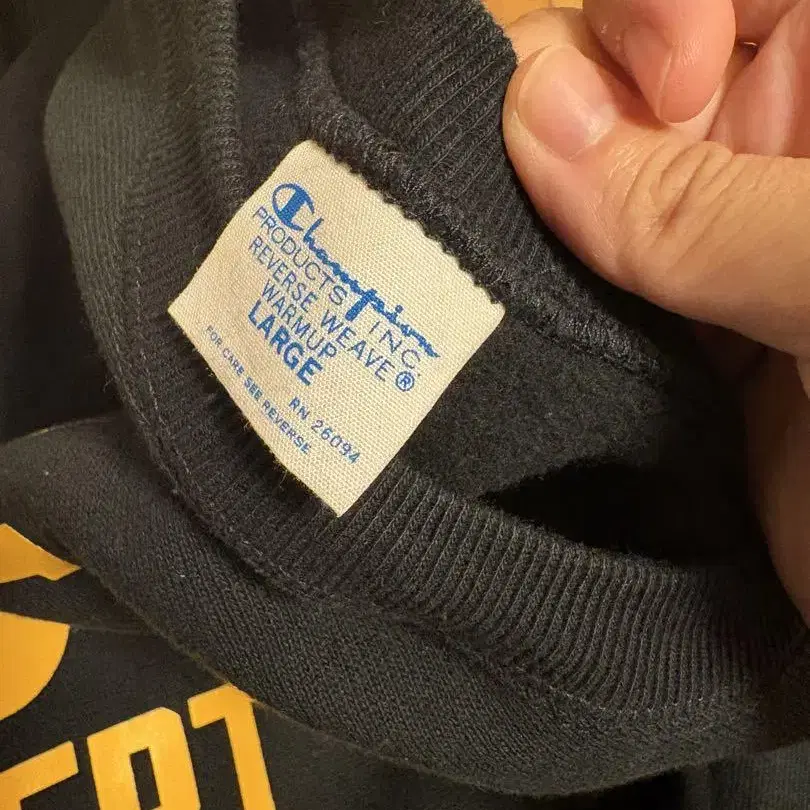 Champion
PRODUCTS INC.
REVERSE WEAVE®
WARMUP
LARGE
RN 26094
FOR CARE SEE REVERSE